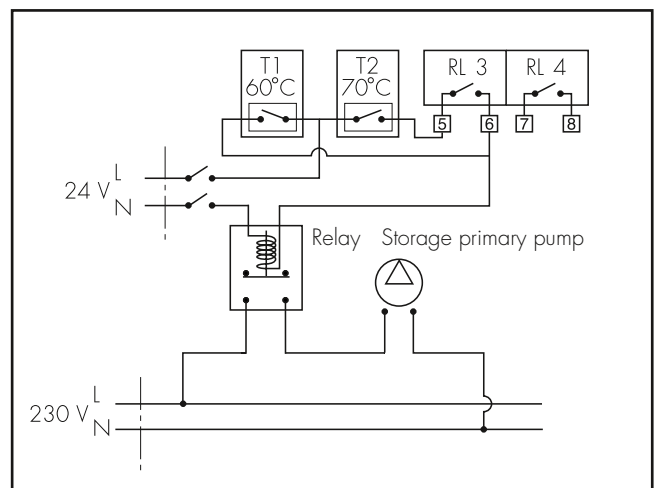 T1
60°C
T2
70°C
RL 3
RL 4
5
6
7
8
24 V
L
N
Relay
Storage primary pump
230 V
L
N